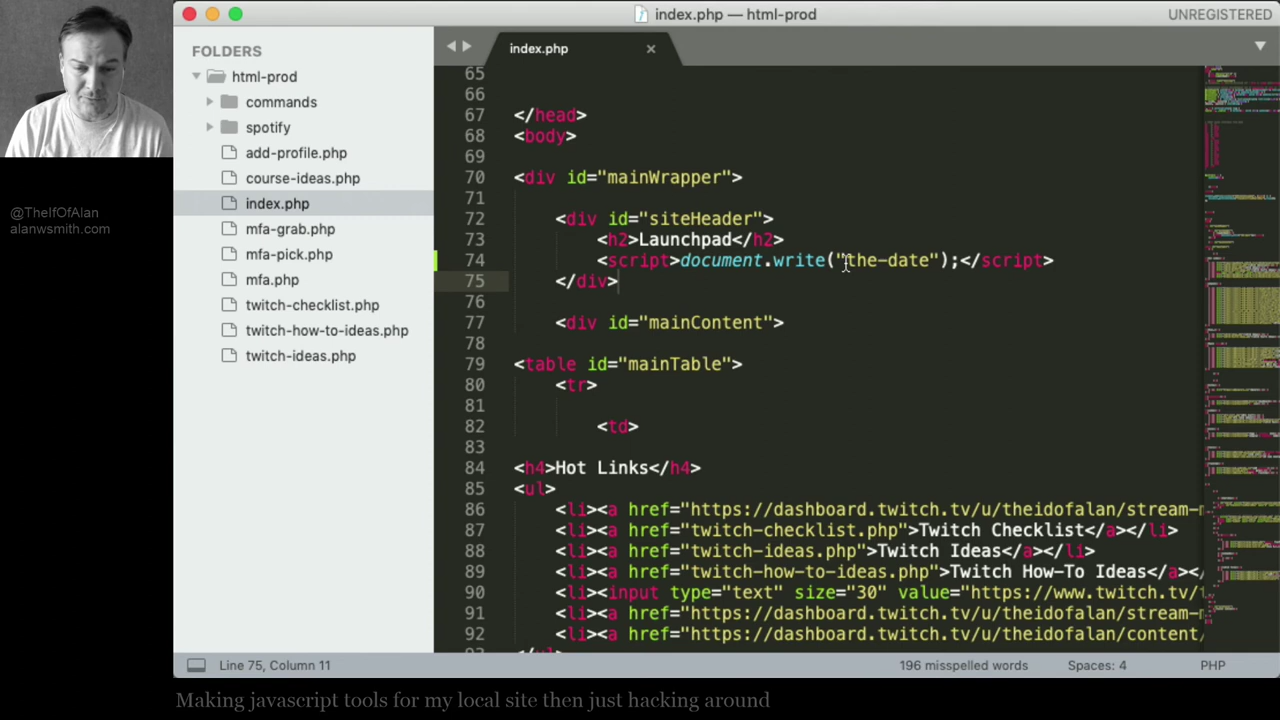 index.php — html-prod
UNREGISTERED
@TheIfOfAlan
alanwsmith.com
FOLDERS
html-prod
commands
spotify
add-profile.php
course-ideas.php
index.php
mfa-grab.php
mfa-pick.php
mfa.php
twitch-checklist.php
twitch-how-to-ideas.php
twitch-ideas.php
index.php
65
66
67 </head>
68 <body>
69
70 <div id="mainWrapper">
71
72 <div id="siteHeader">
73 <h2>Launchpad</h2>
74 <script>document.write("the-date");</script>
75 </div>
76
77 <div id="mainContent">
78
79 <table id="mainTable">
80 <tr>
81
82 <td>
83
84 <h4>Hot Links</h4>
85 <ul>
86 <li><a href="https://dashboard.twitch.tv/u/theidofalan/stream-
87 <li><a href="twitch-checklist.php">Twitch Checklist</a></li>
88 <li><a href="twitch-ideas.php">Twitch Ideas</a></li>
89 <li><a href="twitch-how-to-ideas.php">Twitch How-To Ideas</a></
90 <li><input type="text" size="30" value="https://www.twitch.tv/
91 <li><a href="https://dashboard.twitch.tv/u/theidofalan/stream-
92 <li><a href="https://dashboard.twitch.tv/u/theidofalan/content/
Line 75, Column 11
196 misspelled words
Spaces: 4
PHP
Making javascript tools for my local site then just hacking around